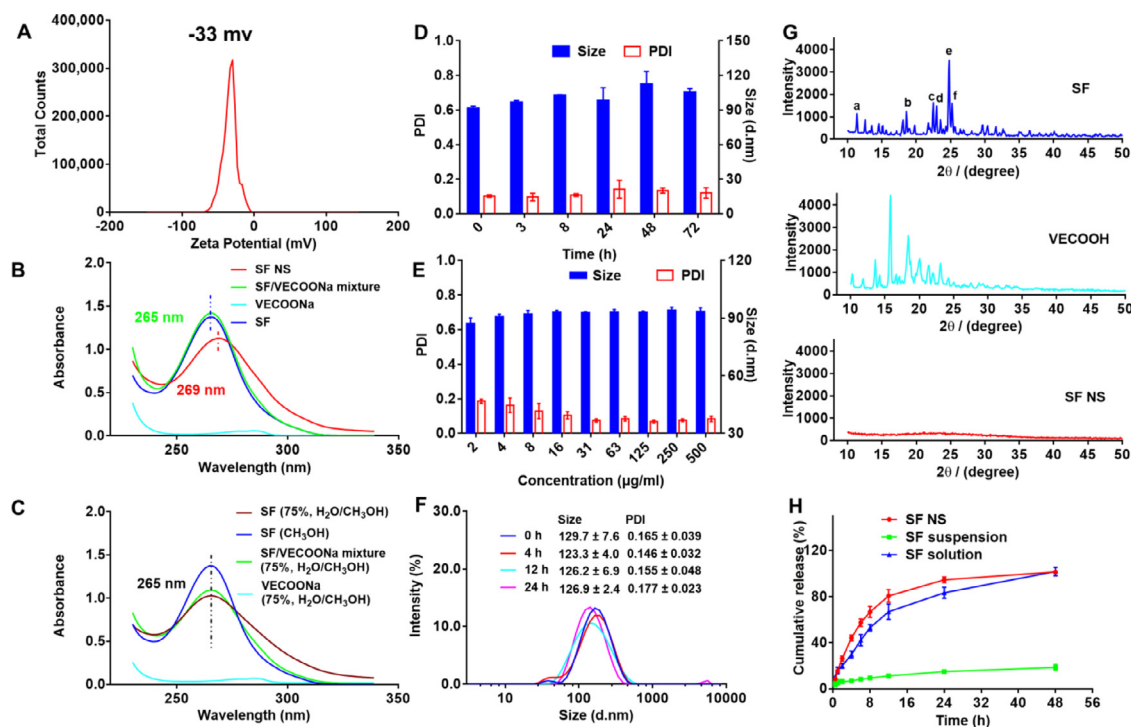 A
-33 mv
400,000
300,000
200,000
100,000
0
Total Counts
-200 -100 0 100 200
Zeta Potential (mV)
B
2.0
1.5
1.0
0.5
0.0
Absorbance
SF NS
SF/VECOONa mixture
VECOONa
SF
265 nm
269 nm
250 300 350
Wavelength (nm)
C
2.0
1.5
1.0
0.5
0.0
Absorbance
SF (75%, H₂O/CH₃OH)
SF (CH₃OH)
SF/VECOONa mixture
(75%, H₂O/CH₃OH)
VECOONa
(75%, H₂O/CH₃OH)
265 nm
250 300 350
Wavelength (nm)
D
Size PDI
1.0
0.8
0.6
0.4
0.2
0.0
PDI
150
120
90
60
30
0
Size (d.nm)
0 3 8 24 48 72
Time (h)
E
Size PDI
1.0
0.8
0.6
0.4
0.2
0.0
PDI
120
90
60
30
Size (d.nm)
2 4 8 16 31 63 125 250 500
Concentration (µg/ml)
F
30.0
20.0
10.0
0.0
Intensity (%)
Size PDI
0 h 129.7 ± 7.6 0.165 ± 0.039
4 h 123.3 ± 4.0 0.146 ± 0.032
12 h 126.2 ± 6.9 0.155 ± 0.048
24 h 126.9 ± 2.4 0.177 ± 0.023
10 100 1000 10000
Size (d.nm)
G
5000
4000
3000
2000
1000
0
Intensity
a b c d e f
SF
10 15 20 25 30 35 40 45 50
2θ / (degree)
5000
4000
3000
2000
1000
0
Intensity
VECOOH
10 15 20 25 30 35 40 45 50
2θ / (degree)
5000
4000
3000
2000
1000
0
Intensity
SF NS
10 15 20 25 30 35 40 45 50
2θ / (degree)
H
SF NS
SF suspension
SF solution
120
80
40
0
Cumulative release (%)
0 8 16 24 32 40 48 56
Time (h)